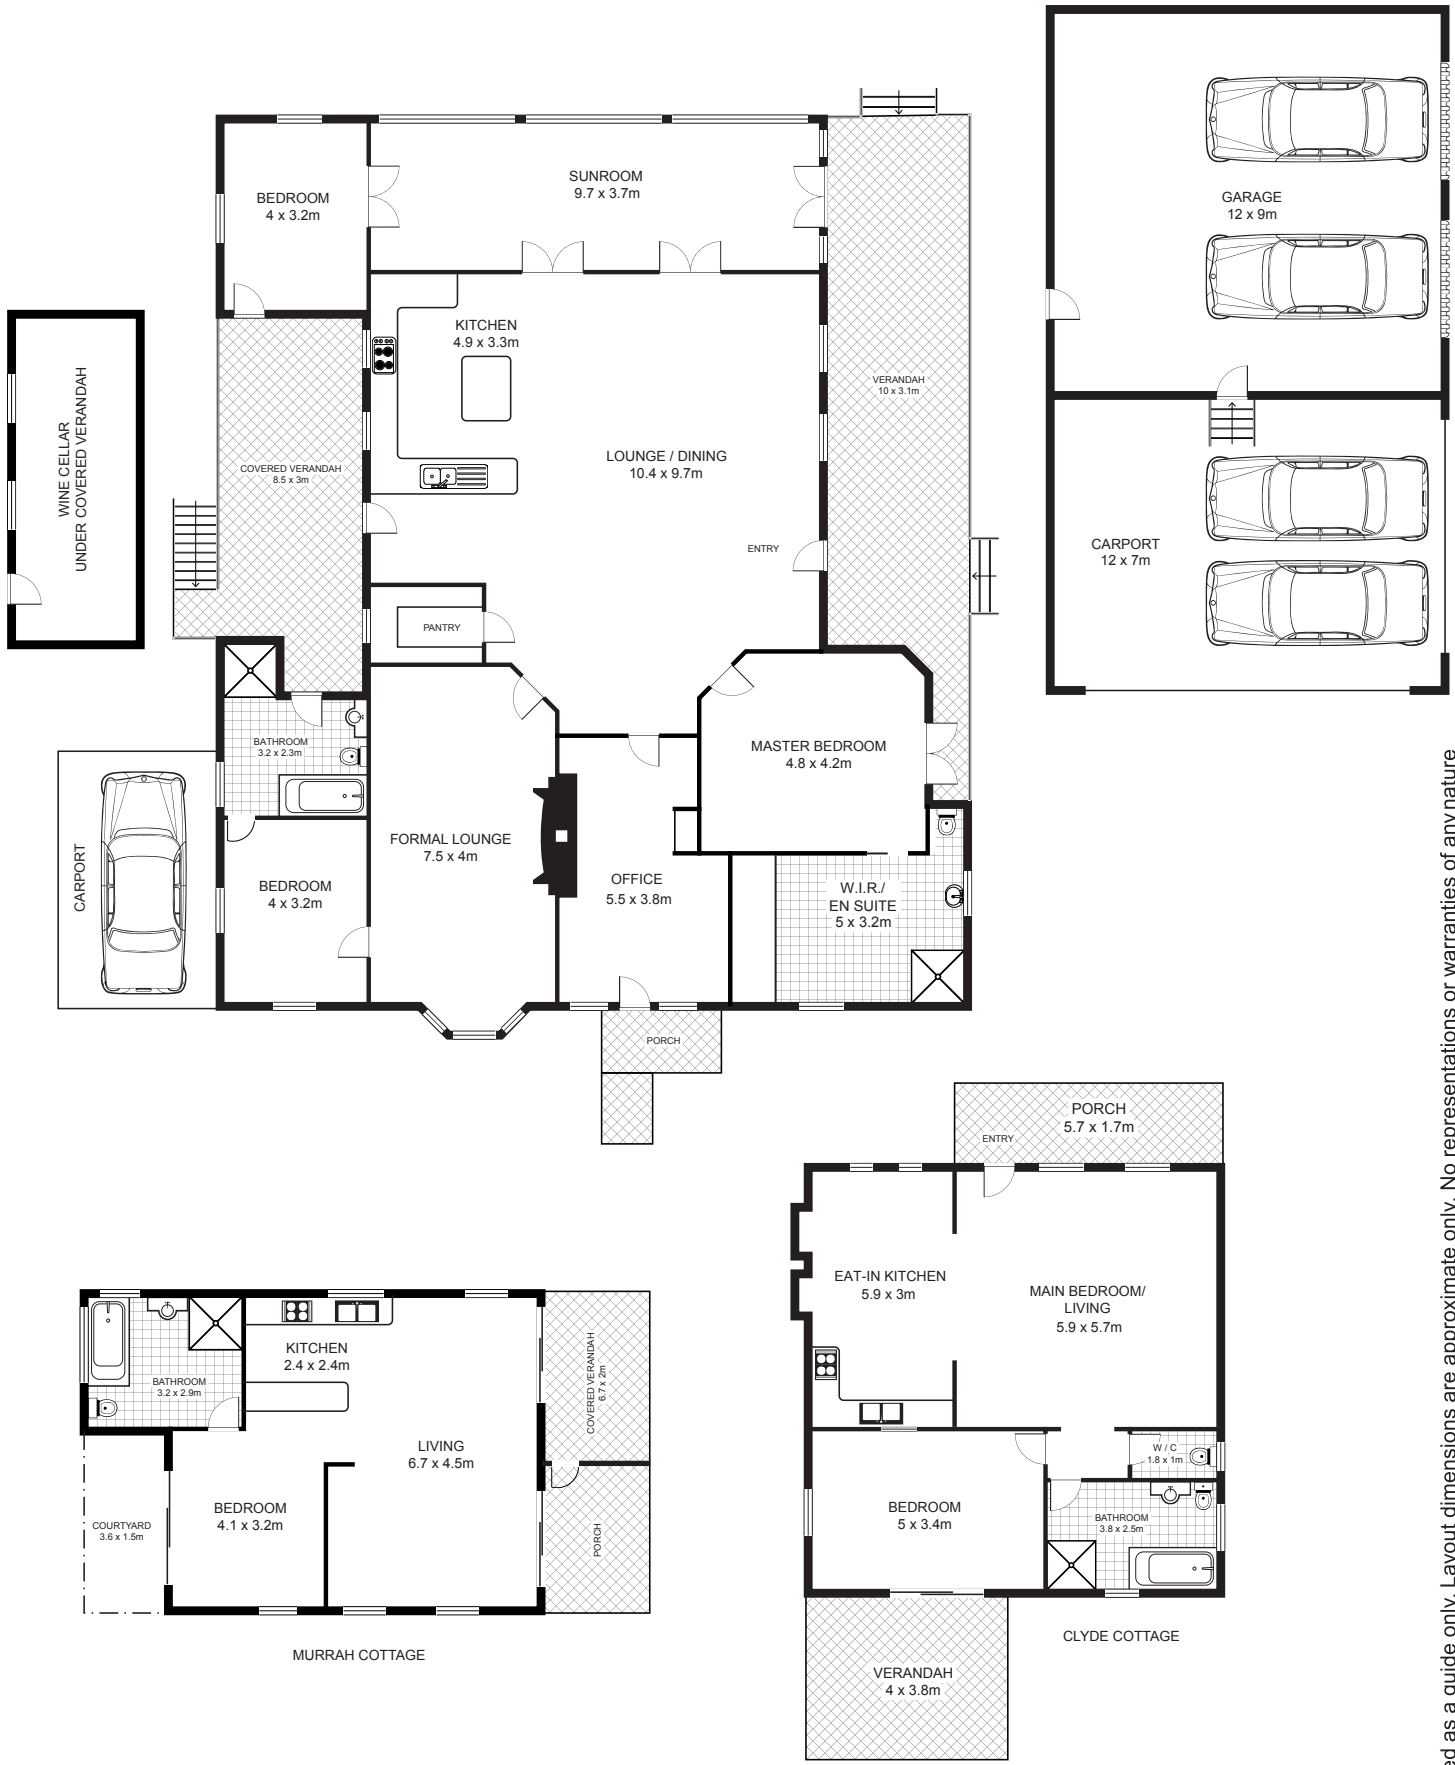 BEDROOM
4 x 3.2m
SUNROOM
9.7 x 3.7m
GARAGE
12 x 9m
KITCHEN
4.9 x 3.3m
VERANDAH
10 x 3.1m
WINE CELLAR
UNDER COVERED VERANDAH
COVERED VERANDAH
8.5 x 3m
LOUNGE / DINING
10.4 x 9.7m
ENTRY
CARPORT
12 x 7m
PANTRY
BATHROOM
3.2 x 2.3m
MASTER BEDROOM
4.8 x 4.2m
CARPORT
FORMAL LOUNGE
7.5 x 4m
BEDROOM
4 x 3.2m
OFFICE
5.5 x 3.8m
W.I.R./
EN SUITE
5 x 3.2m
PORCH
PORCH
5.7 x 1.7m
ENTRY
EAT-IN KITCHEN
5.9 x 3m
MAIN BEDROOM/
LIVING
5.9 x 5.7m
W / C
1.8 x 1m
BEDROOM
5 x 3.4m
BATHROOM
3.8 x 2.5m
VERANDAH
4 x 3.8m
CLYDE COTTAGE
KITCHEN
2.4 x 2.4m
BATHROOM
3.2 x 2.9m
COVERED VERANDAH
6.7 x 2m
LIVING
6.7 x 4.5m
BEDROOM
4.1 x 3.2m
COURTYARD
3.6 x 1.5m
PORCH
MURRAH COTTAGE
as a guide only. Layout dimensions are approximate only. No representations or warranties of any nature